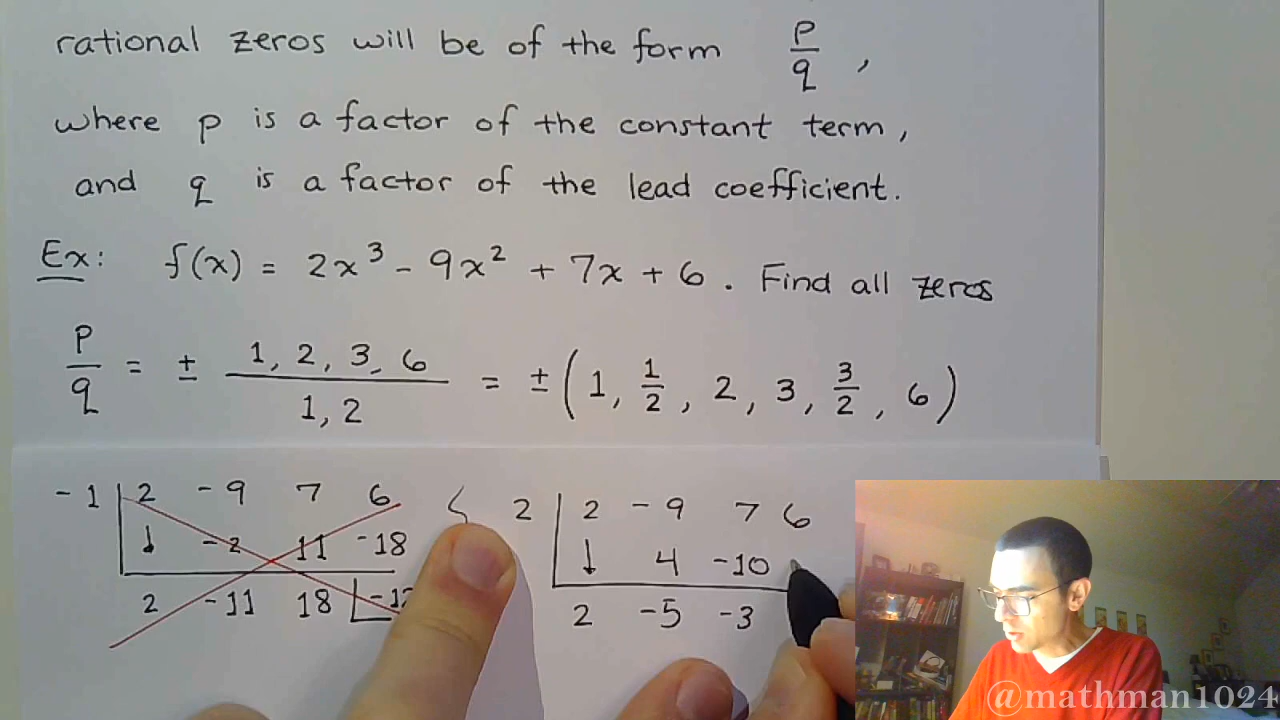 rational zeros will be of the form p/q ,
where p is a factor of the constant term,
and q is a factor of the lead coefficient.
Ex: f(x) = 2x³ - 9x² + 7x + 6 . Find all zeros
p/q = ± 1, 2, 3, 6 / 1, 2 = ± ( 1, 1/2 , 2 , 3 , 3/2 , 6 )
-1 | 2 -9 7 6
↓ -2 11 -18
2 -11 18
2 | 2 -9 7 6
↓ 4 -10
2 -5 -3
@mathman1024